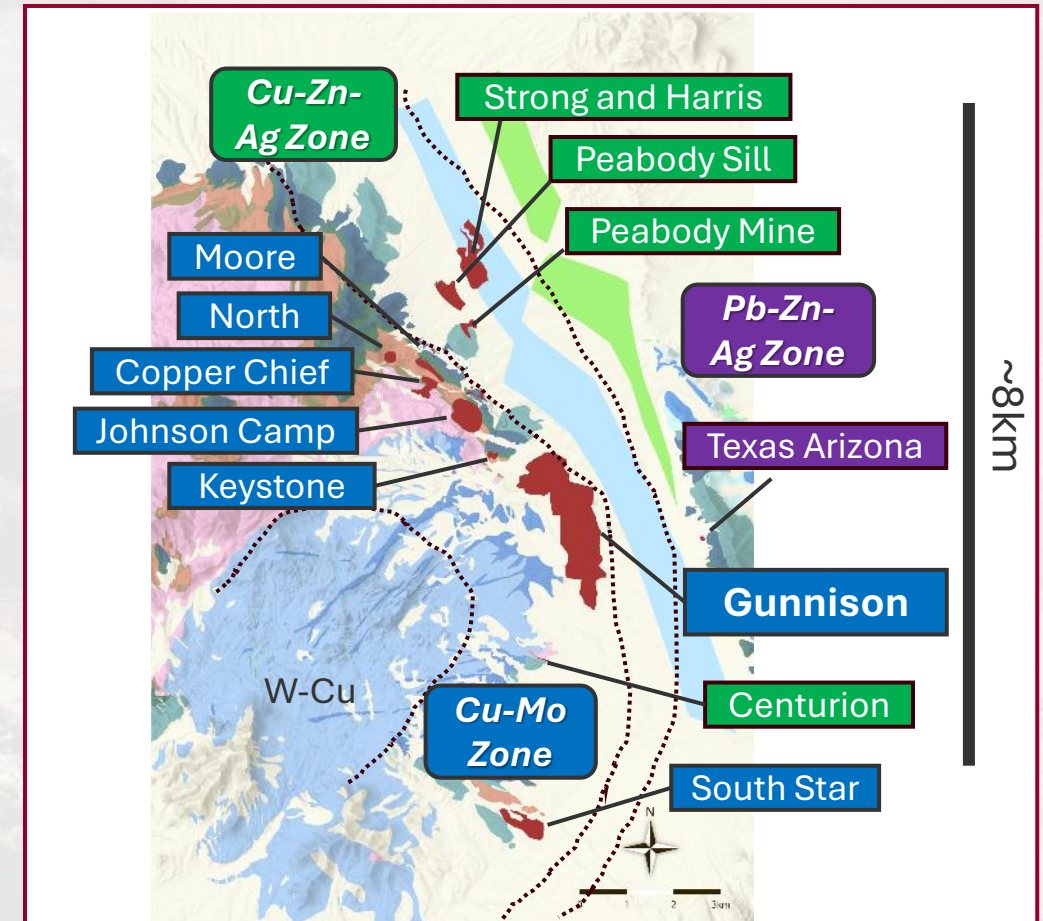 Cu-Zn-
Ag Zone
Strong and Harris
Peabody Sill
Peabody Mine
Moore
North
Copper Chief
Johnson Camp
Keystone
Pb-Zn-
Ag Zone
Texas Arizona
~8km
Gunnison
W-Cu
Cu-Mo
Zone
Centurion
South Star
N
1 2 3km